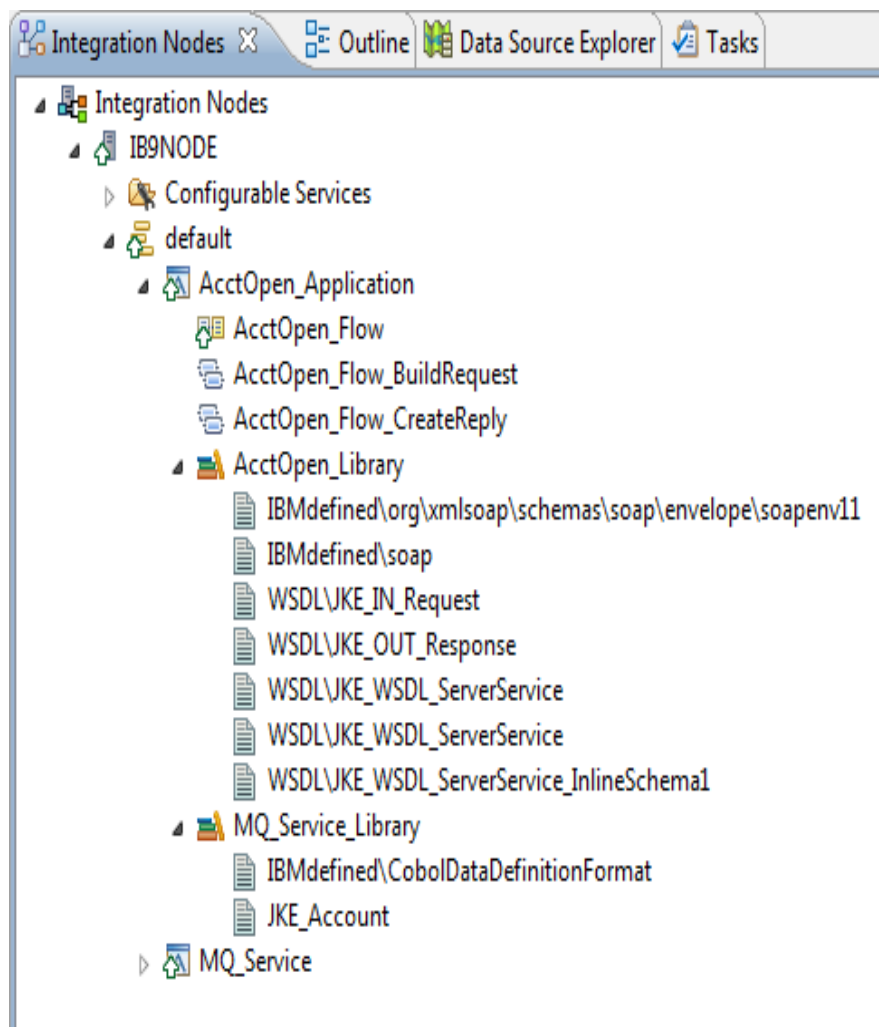 Integration Nodes Outline Data Source Explorer Tasks
Integration Nodes
IB9NODE
Configurable Services
default
AcctOpen_Application
AcctOpen_Flow
AcctOpen_Flow_BuildRequest
AcctOpen_Flow_CreateReply
AcctOpen_Library
IBMdefined\org\xmlsoap\schemas\soap\envelope\soapenv11
IBMdefined\soap
WSDL\JKE_IN_Request
WSDL\JKE_OUT_Response
WSDL\JKE_WSDL_ServerService
WSDL\JKE_WSDL_ServerService
WSDL\JKE_WSDL_ServerService_InlineSchema1
MQ_Service_Library
IBMdefined\CobolDataDefinitionFormat
JKE_Account
MQ_Service